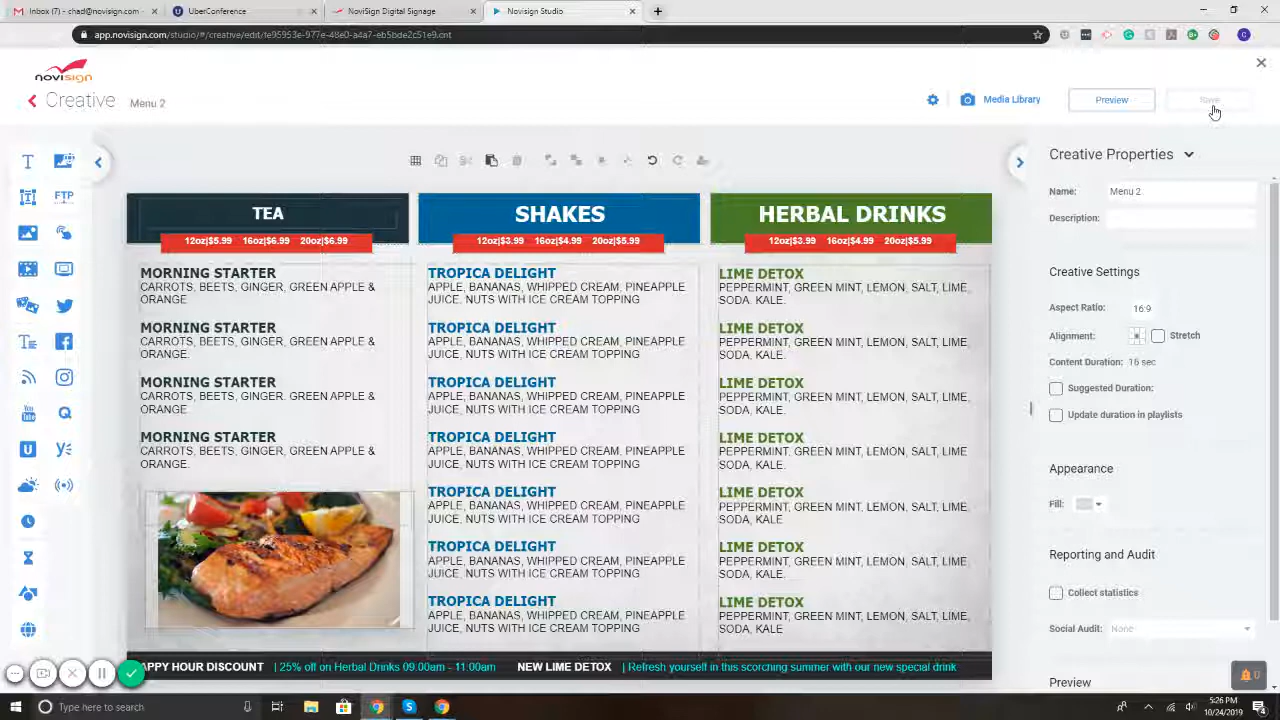 Inbox (7) - chad@novisign.com -
UberConference
NoviSign Digital Signage
NoviSign Studio
app.novisign.com/studio/#/creative/edit/fe95953e-977e-48e0-a4a7-eb5bde2c51e9.cnt
novisign
Creative Menu 2
Media Library
Preview
Save
Creative Properties
Name: Menu 2
Description:
Creative Settings
Aspect Ratio: 16:9
Alignment: Stretch
Content Duration: 16 sec
Suggested Duration:
Update duration in playlists
Appearance
Fill:
Reporting and Audit
Collect statistics
Social Audit: None
Preview
FTP
TEA
12oz|$5.99 16oz|$6.99 20oz|$6.99
MORNING STARTER
CARROTS, BEETS, GINGER, GREEN APPLE &
ORANGE
MORNING STARTER
CARROTS, BEETS, GINGER, GREEN APPLE &
ORANGE.
MORNING STARTER
CARROTS, BEETS, GINGER. GREEN APPLE &
ORANGE
MORNING STARTER
CARROTS, BEETS, GINGER, GREEN APPLE &
ORANGE.
SHAKES
12oz|$3.99 16oz|$4.99 20oz|$5.99
TROPICA DELIGHT
APPLE, BANANAS, WHIPPED CREAM, PINEAPPLE
JUICE. NUTS WITH ICE CREAM TOPPING
TROPICA DELIGHT
APPLE, BANANAS, WHIPPED CREAM, PINEAPPLE
JUICE, NUTS WITH ICE CREAM TOPPING
TROPICA DELIGHT
APPLE, BANANAS, WHIPPED CREAM, PINEAPPLE
JUICE, NUTS WITH ICE CREAM TOPPING
TROPICA DELIGHT
APPLE, BANANAS, WHIPPED CREAM, PINEAPPLE
JUICE, NUTS WITH ICE CREAM TOPPING
TROPICA DELIGHT
APPLE, BANANAS, WHIPPED CREAM, PINEAPPLE
JUICE, NUTS WITH ICE CREAM TOPPING
TROPICA DELIGHT
APPLE, BANANAS, WHIPPED CREAM, PINEAPPLE
JUICE, NUTS WITH ICE CREAM TOPPING
TROPICA DELIGHT
APPLE, BANANAS, WHIPPED CREAM, PINEAPPLE
JUICE, NUTS WITH ICE CREAM TOPPING
HERBAL DRINKS
12oz|$3.99 16oz|$4.99 20oz|$5.99
LIME DETOX
PEPPERMINT, GREEN MINT, LEMON, SALT, LIME,
SODA. KALE.
LIME DETOX
PEPPERMINT, GREEN MINT, LEMON, SALT, LIME,
SODA, KALE.
LIME DETOX
PEPPERMINT, GREEN MINT, LEMON, SALT, LIME,
SODA, KALE.
LIME DETOX
PEPPERMINT, GREEN MINT, LEMON, SALT, LIME,
SODA, KALE.
LIME DETOX
PEPPERMINT, GREEN MINT, LEMON, SALT, LIME,
SODA, KALE
LIME DETOX
PEPPERMINT, GREEN MINT, LEMON, SALT, LIME,
SODA, KALE.
LIME DETOX
PEPPERMINT, GREEN MINT, LEMON, SALT, LIME,
SODA, KALE
APPY HOUR DISCOUNT | 25% off on Herbal Drinks 09:00am - 11:00am NEW LIME DETOX | Refresh yourself in this scorching summer with our new special drink
Type here to search
5:26 PM
10/24/2019